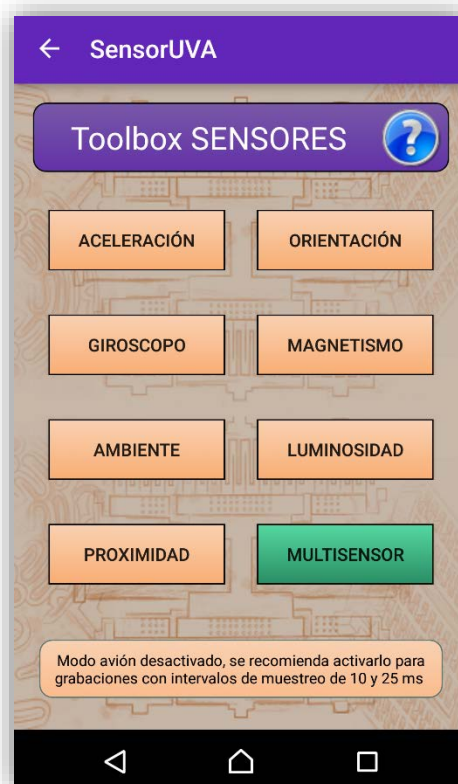 SensorUVA
Toolbox SENSORES ?
ACELERACIÓN
ORIENTACIÓN
GIROSCOPO
MAGNETISMO
AMBIENTE
LUMINOSIDAD
PROXIMIDAD
MULTISENSOR
Modo avión desactivado, se recomienda activarlo para
grabaciones con intervalos de muestreo de 10 y 25 ms